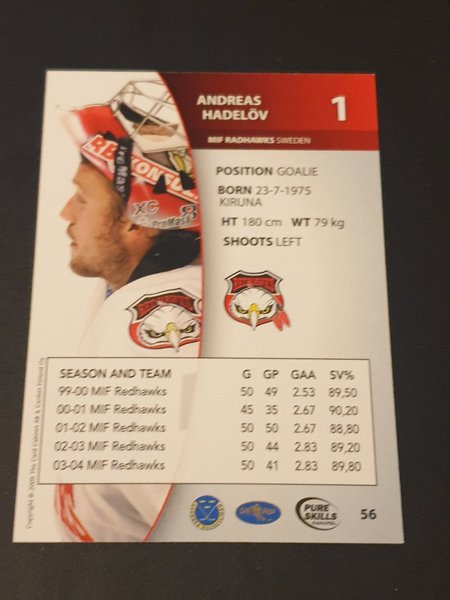 ANDREAS
HADELÖV
1
MIF RADHAWKS SWEDEN
POSITION GOALIE
BORN 23-7-1975
KIRUNA
HT 180 cm WT 79 kg
SHOOTS LEFT
XC
SEASON AND TEAM G GP GAA SV%
99-00 MIF Redhawks 50 49 2.53 89,50
00-01 MIF Redhawks 45 35 2.67 90,20
01-02 MIF Redhawks 50 50 2.67 88,80
02-03 MIF Redhawks 50 44 2.83 89,20
03-04 MIF Redhawks 50 41 2.83 89,80
PURE
SKILLS
56